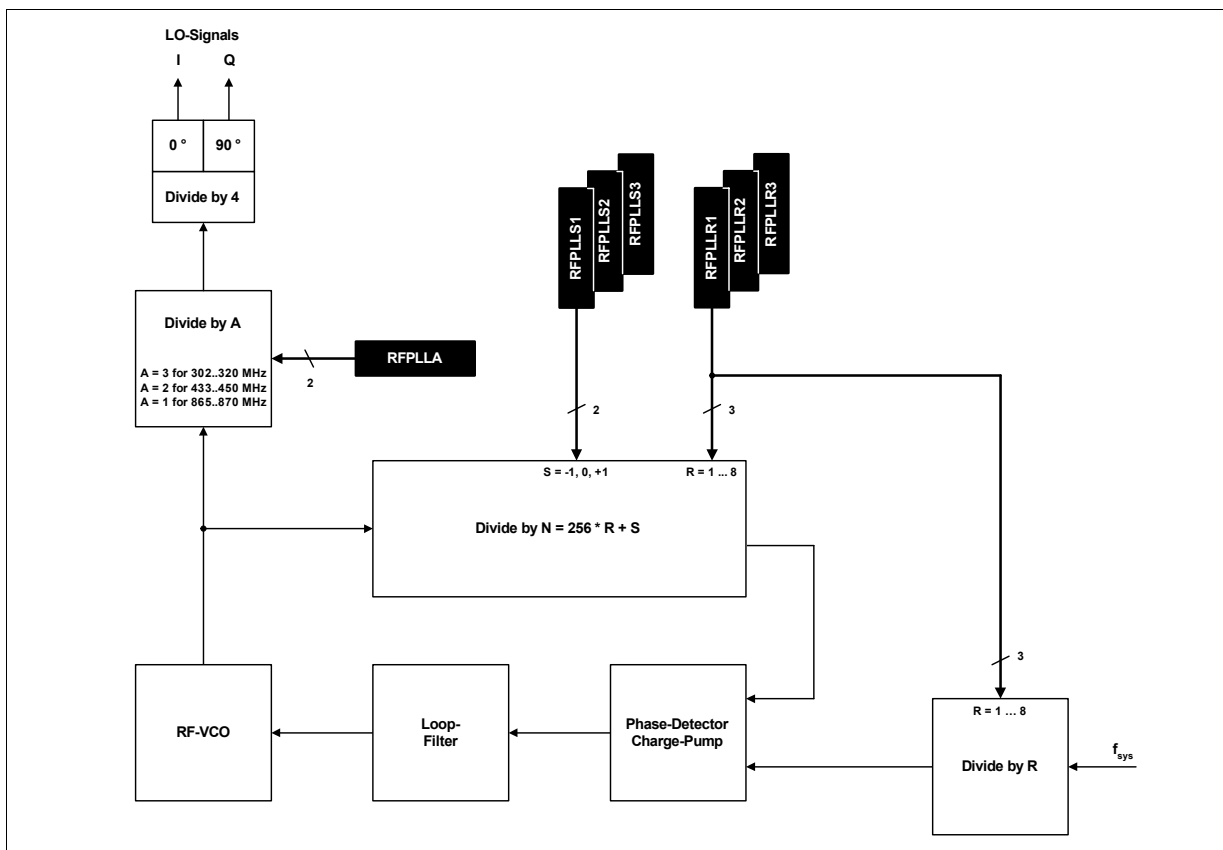 LO-Signals
I Q
0 ° 90 °
Divide by 4
RFPLLS1 RFPLLS2 RFPLLS3
RFPLLR1 RFPLLR2 RFPLLR3
Divide by A
A = 3 for 302..320 MHz
A = 2 for 433..450 MHz
A = 1 for 865..870 MHz
2
RFPLLA
2
3
S = -1, 0, +1
R = 1 ... 8
Divide by N = 256 * R + S
3
RF-VCO
Loop-
Filter
Phase-Detector
Charge-Pump
R = 1 ... 8
Divide by R
fsys